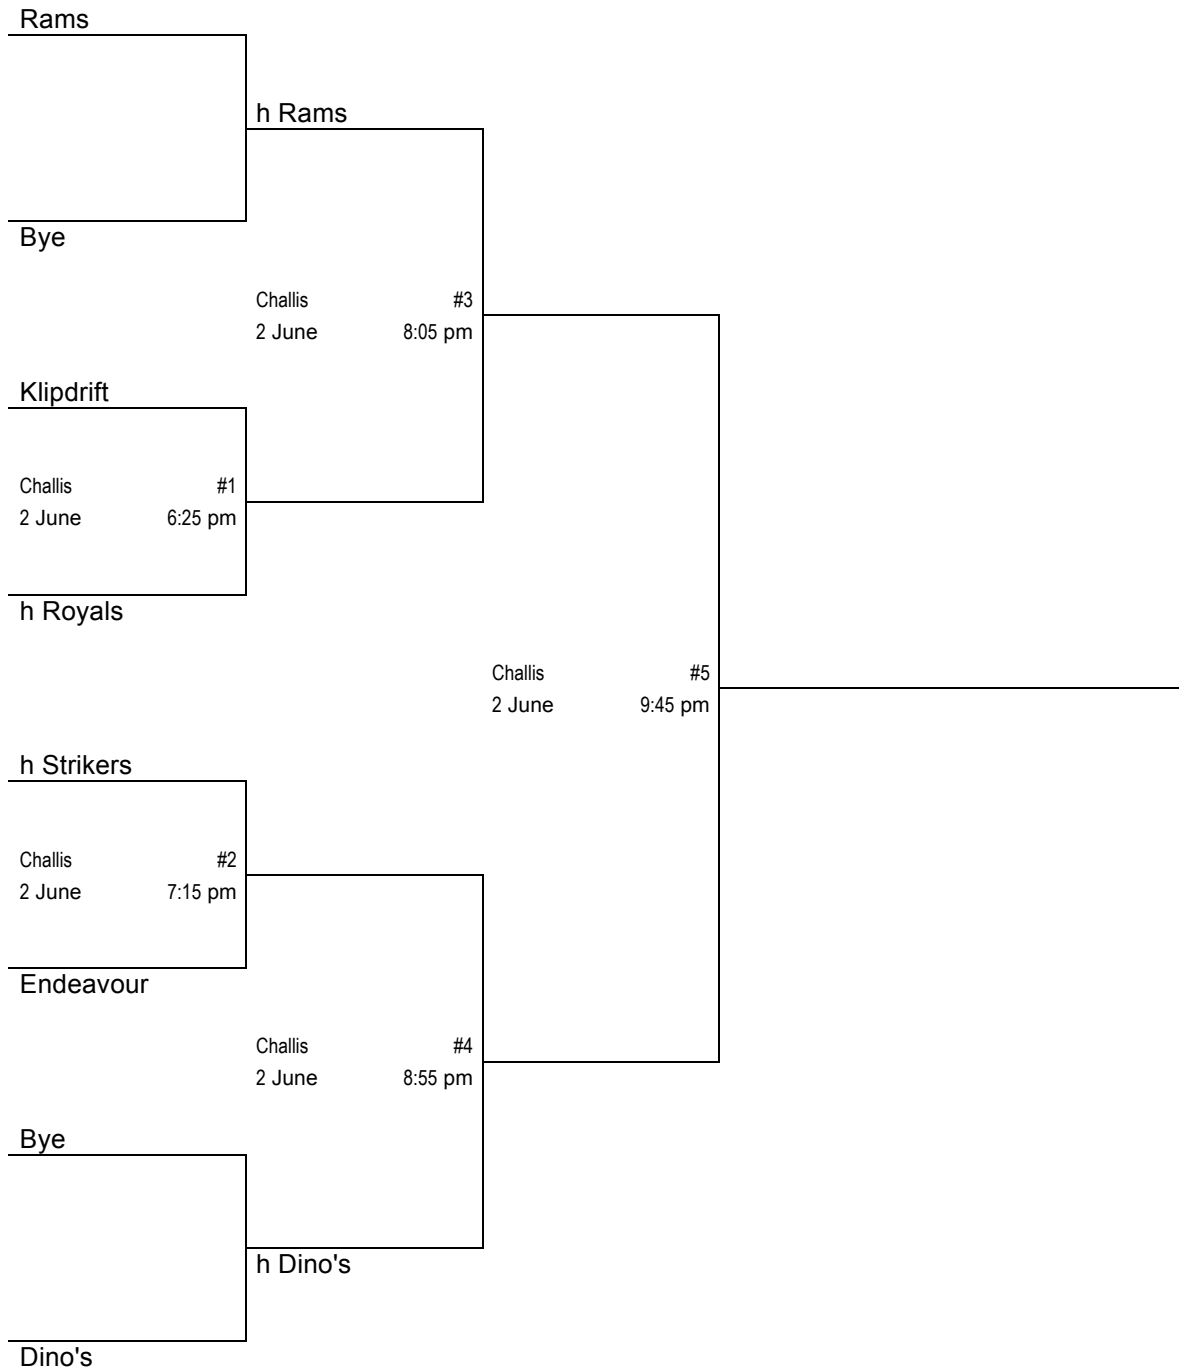 Rams
h Rams
Bye
Challis #3
2 June 8:05 pm
Klipdrift
Challis #1
2 June 6:25 pm
h Royals
Challis #5
2 June 9:45 pm
h Strikers
Challis #2
2 June 7:15 pm
Endeavour
Challis #4
2 June 8:55 pm
Bye
h Dino's
Dino's